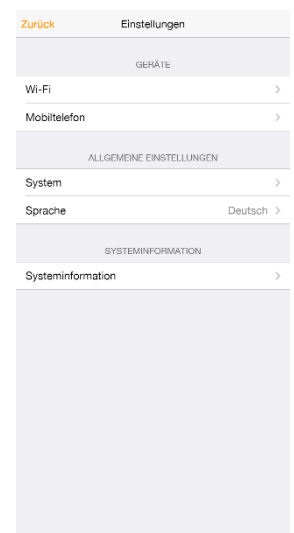 Zurück Einstellungen
GERÄTE
Wi-Fi
Mobiltelefon
ALLGEMEINE EINSTELLUNGEN
System
Sprache Deutsch
SYSTEMINFORMATION
Systeminformation